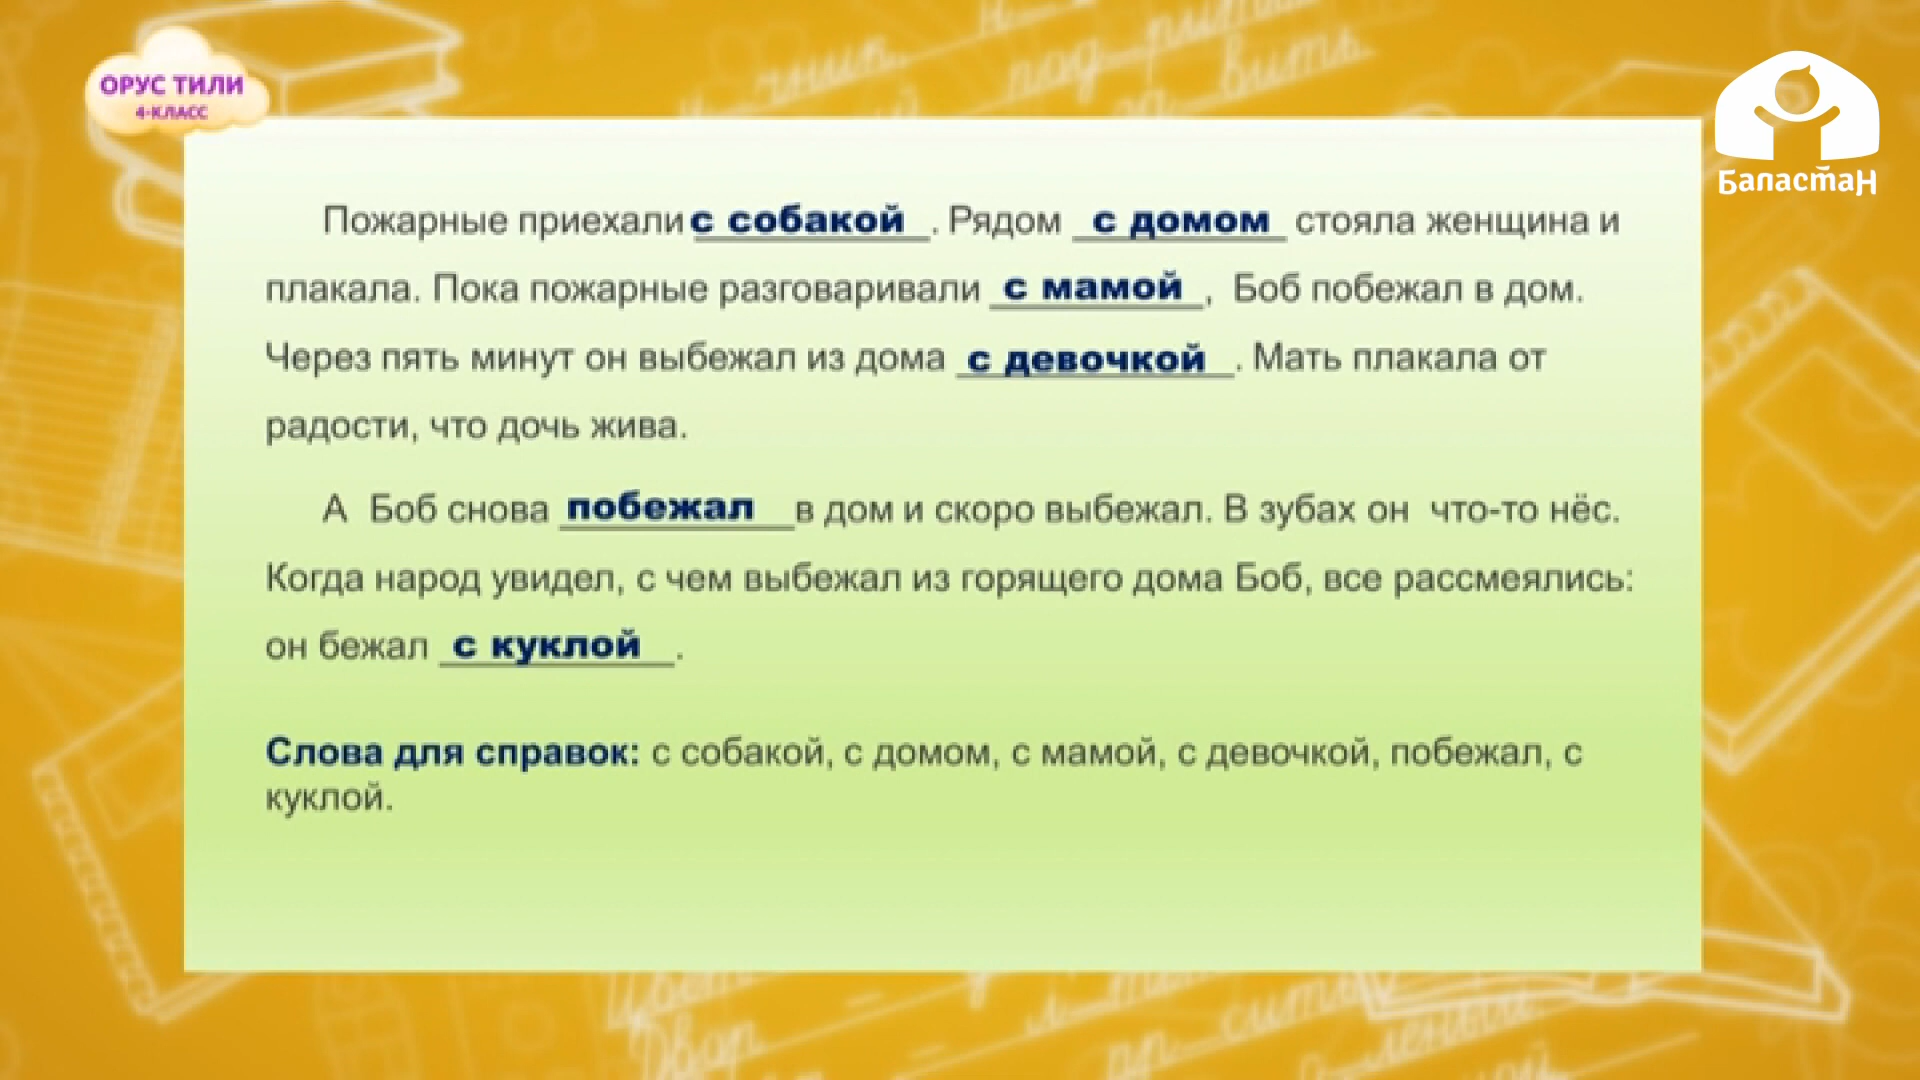 ОРУС ТИЛИ
4-КЛАСС
Баластан
Пожарные приехали с собакой. Рядом с домом стояла женщина и
плакала. Пока пожарные разговаривали с мамой, Боб побежал в дом.
Через пять минут он выбежал из дома с девочкой. Мать плакала от
радости, что дочь жива.
А Боб снова побежал в дом и скоро выбежал. В зубах он что-то нёс.
Когда народ увидел, с чем выбежал из горящего дома Боб, все рассмеялись:
он бежал с куклой.
Слова для справок: с собакой, с домом, с мамой, с девочкой, побежал, с
куклой.